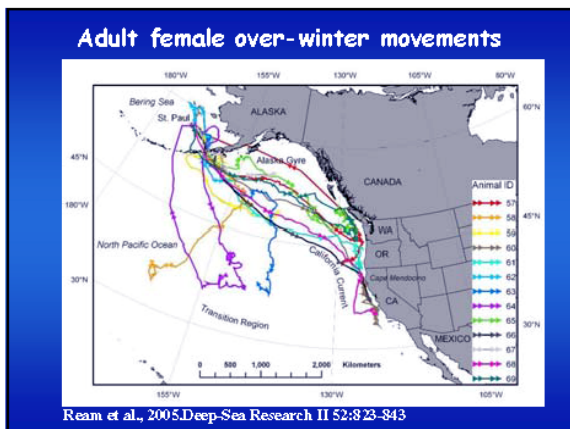 Adult female over-winter movements
180°W
155°W
130°W
105°W
80°W
Bering Sea
ALASKA
60°N
St. Paul
45°N
Alaska Gyre
CANADA
Animal ID
57
180°W
58
WA
45°N
59
OR
60
North Pacific Ocean
61
Cape Mendocino
62
California Current
63
30°N
CA
64
65
Transition Region
66
30°N
MEXICO
67
0 500 1,000 2,000 Kilometers
68
69
155°W
130°W
105°W
Ream et al., 2005.Deep-Sea Research II 52:823-843